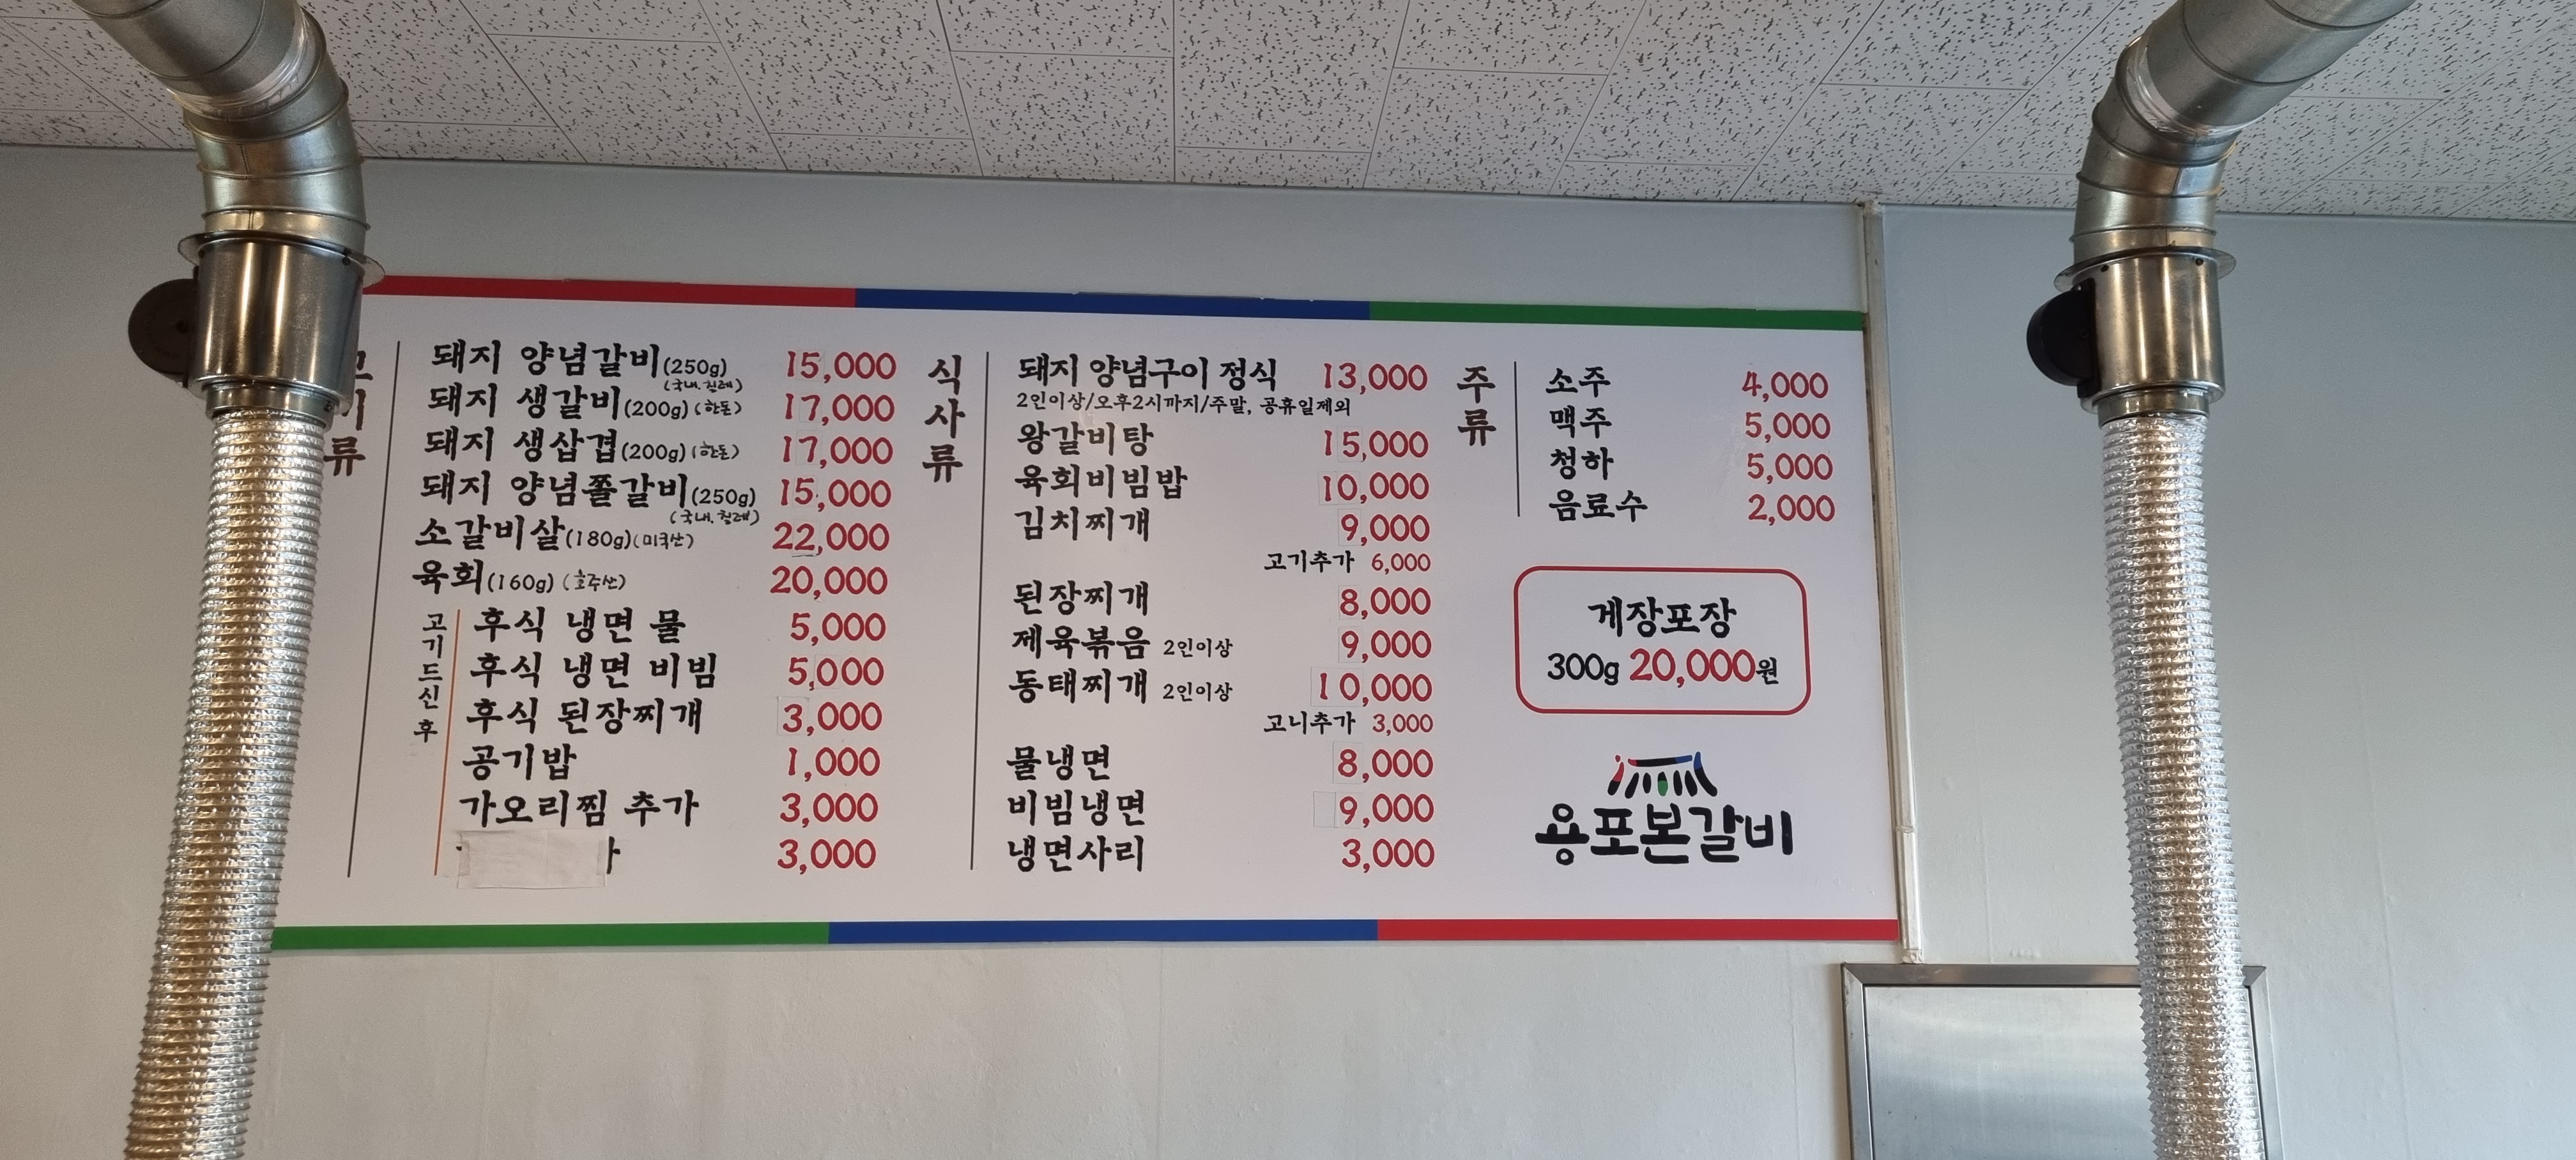 고기류
돼지 양념갈비(250g) 15,000
(국내.칠레)
돼지 생갈비(200g) (한돈) 17,000
돼지 생삼겹(200g) (한돈) 17,000
돼지 양념쫄갈비(250g) 15,000
(국내.칠레)
소갈비살(180g)(미국산) 22,000
육회(160g) (호주산) 20,000
고기드신후
후식 냉면 물 5,000
후식 냉면 비빔 5,000
후식 된장찌개 3,000
공기밥 1,000
가오리찜 추가 3,000
3,000
식사류
돼지 양념구이 정식 13,000
2인이상/오후2시까지/주말, 공휴일제외
왕갈비탕 15,000
육회비빔밥 10,000
김치찌개 9,000
고기추가 6,000
된장찌개 8,000
제육볶음 2인이상 9,000
동태찌개 2인이상 10,000
고니추가 3,000
물냉면 8,000
비빔냉면 9,000
냉면사리 3,000
주류
소주 4,000
맥주 5,000
청하 5,000
음료수 2,000
게장포장
300g 20,000원
용포본갈비